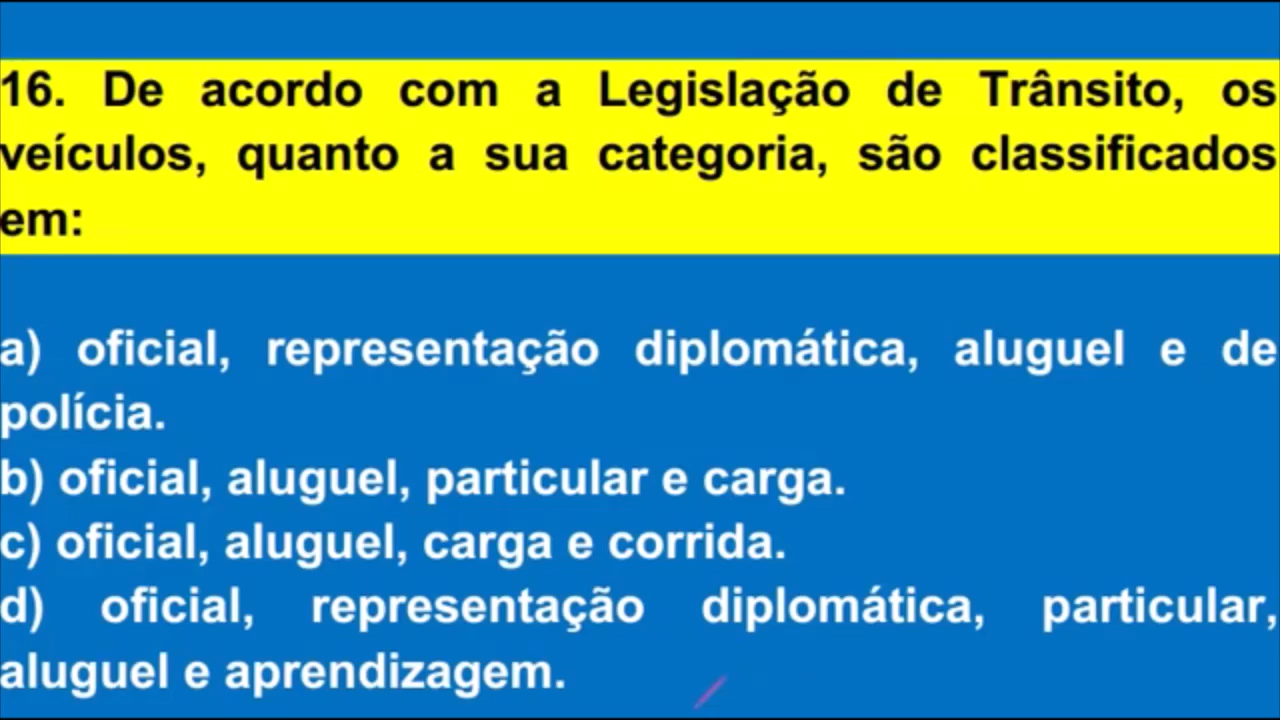 16. De acordo com a Legislação de Trânsito, os
veículos, quanto a sua categoria, são classificados
em:
a) oficial, representação diplomática, aluguel e de
polícia.
b) oficial, aluguel, particular e carga.
c) oficial, aluguel, carga e corrida.
d) oficial, representação diplomática, particular,
aluguel e aprendizagem.